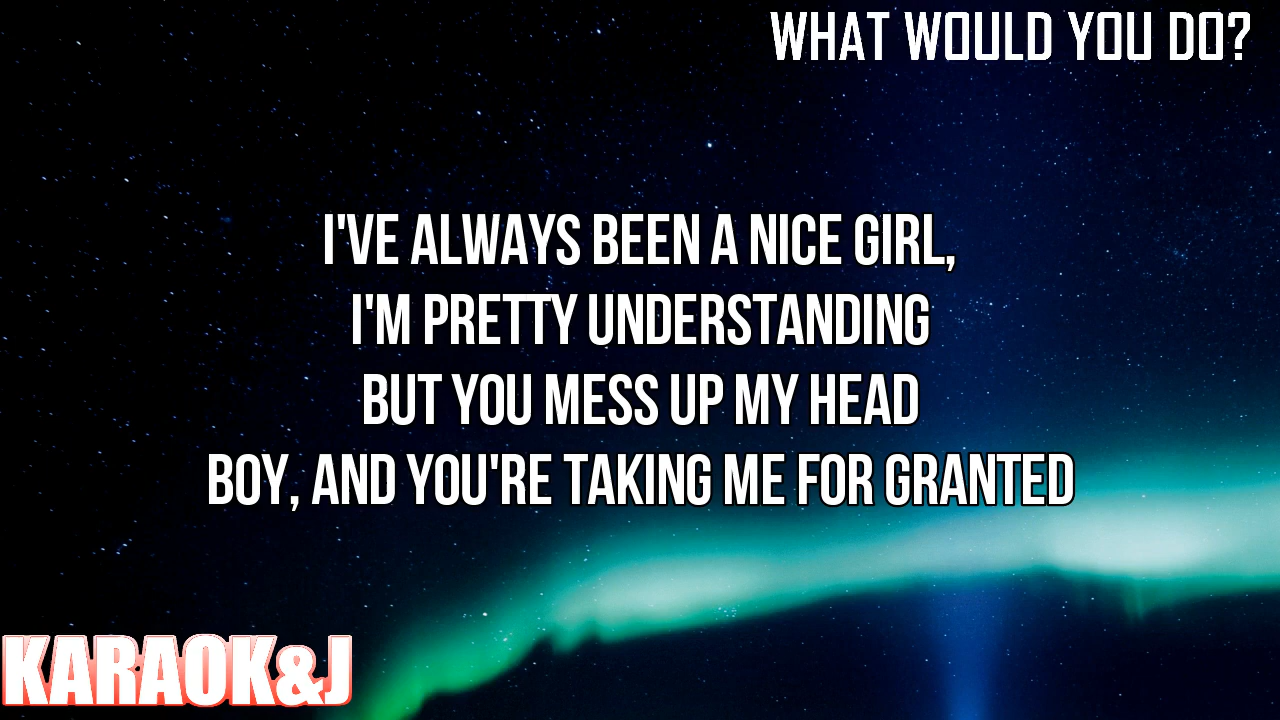 WHAT WOULD YOU DO?
I'VE ALWAYS BEEN A NICE GIRL,
I'M PRETTY UNDERSTANDING
BUT YOU MESS UP MY HEAD
BOY, AND YOU'RE TAKING ME FOR GRANTED
KARAOK&J